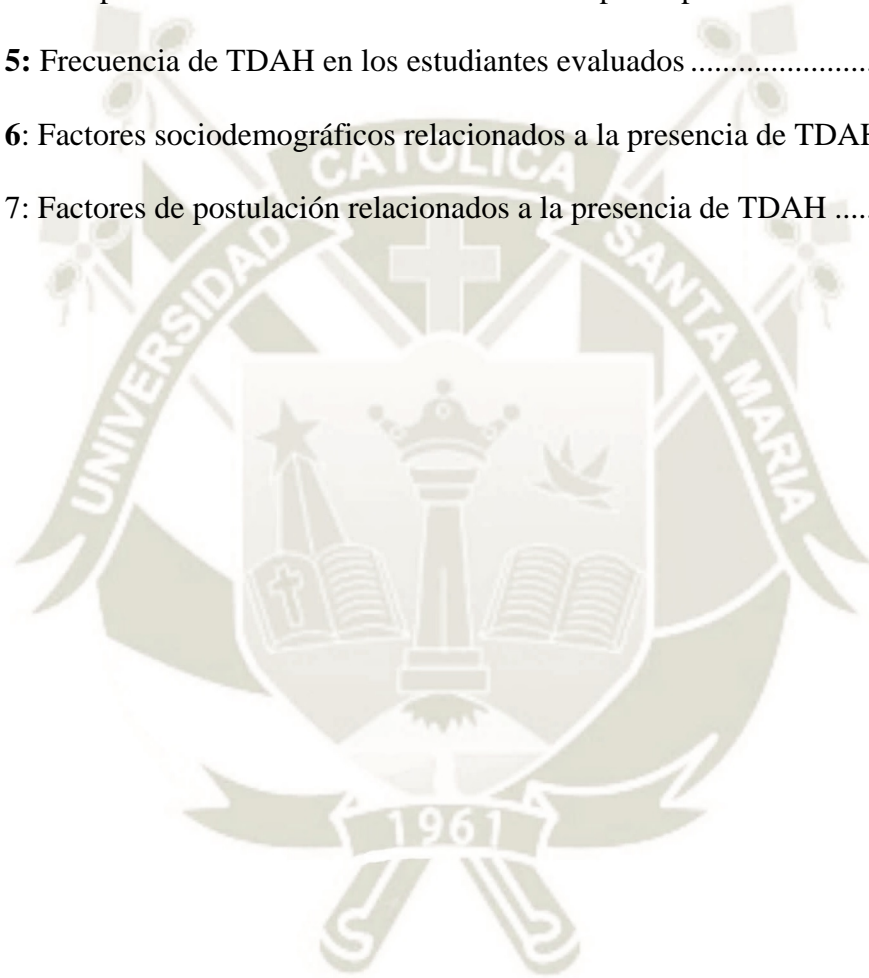 5: Frecuencia de TDAH en los estudiantes evaluados ......................
6: Factores sociodemográficos relacionados a la presencia de TDAH
7: Factores de postulación relacionados a la presencia de TDAH .....
UNIVERSIDAD CATOLICA SANTA MARIA
1961